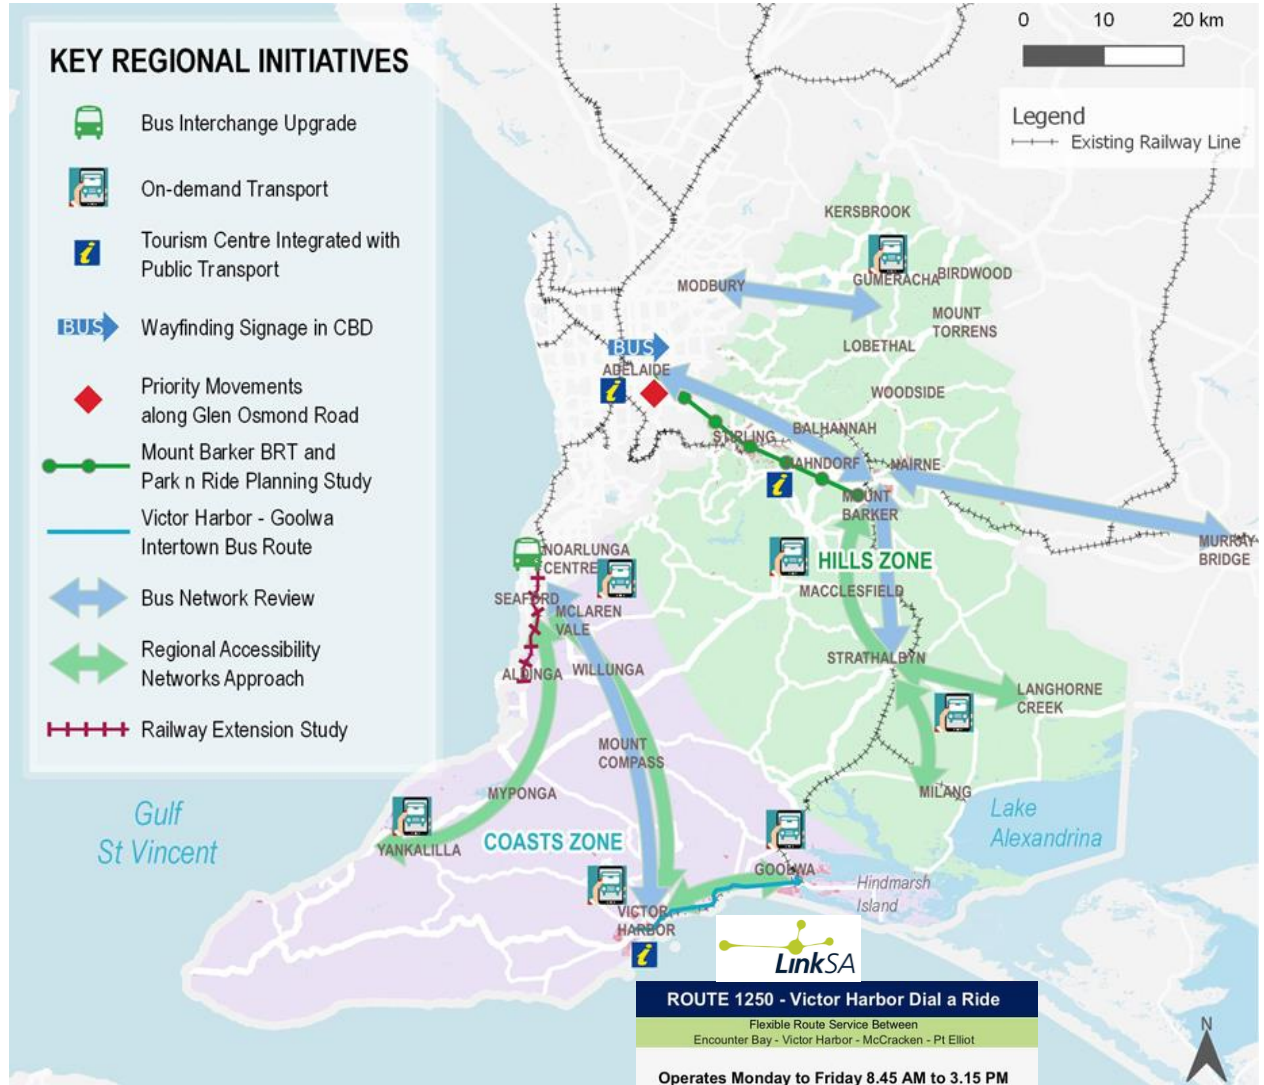 KEY REGIONAL INITIATIVES
Bus Interchange Upgrade
On-demand Transport
i
Tourism Centre Integrated with
Public Transport
BUS
Wayfinding Signage in CBD
Priority Movements
along Glen Osmond Road
Mount Barker BRT and
Park n Ride Planning Study
Victor Harbor - Goolwa
Intertown Bus Route
Bus Network Review
Regional Accessibility
Networks Approach
Railway Extension Study
0 10 20 km
Legend
Existing Railway Line
KERSBROOK
GUMERACHA
BIRDWOOD
MODBURY
MOUNT
TORRENS
LOBETHAL
BUS
ADELAIDE
i
WOODSIDE
STIRLING
BALHANNAH
HAHNDORF
NAIRNE
i
MOUNT
BARKER
MURRAY
BRIDGE
NOARLUNGA
CENTRE
HILLS ZONE
SEAFORD
MACCLESFIELD
MCLAREN
VALE
STRATHALBYN
ALDINGA
WILLUNGA
LANGHORNE
CREEK
MOUNT
COMPASS
MYPONGA
MILANG
Gulf
St Vincent
Lake
Alexandrina
COASTS ZONE
YANKALILLA
GOOLWA
Hindmarsh
Island
VICTOR
HARBOR
i
LinkSA
ROUTE 1250 - Victor Harbor Dial a Ride
Flexible Route Service Between
Encounter Bay - Victor Harbor - McCracken - Pt Elliot
Operates Monday to Friday 8.45 AM to 3.15 PM
N